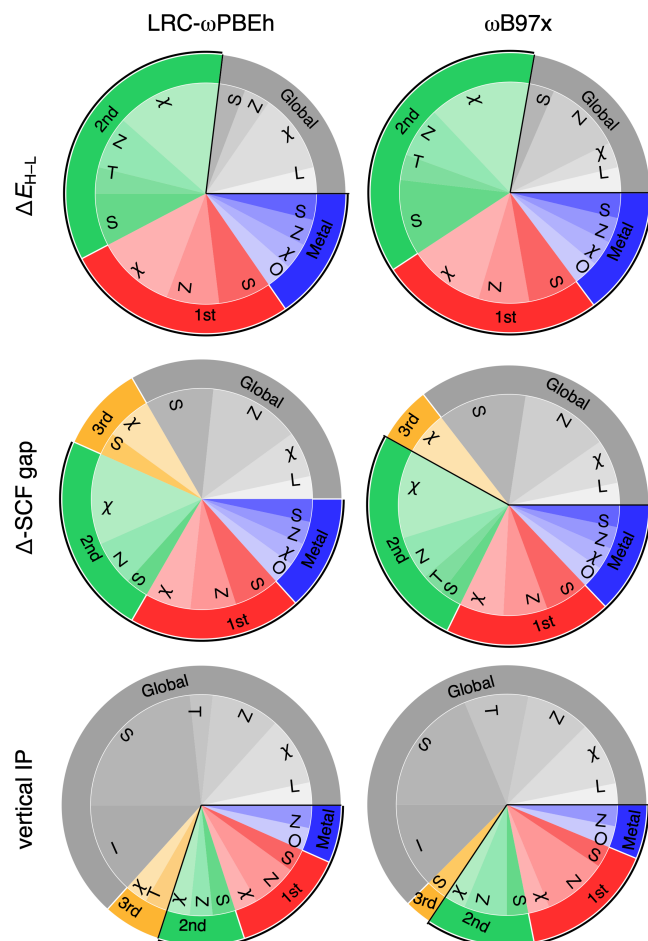 LRC-ωPBEh
ωB97x
ΔE_H–L
2nd
χ
Z
T
S
S
Z
Global
χ
L
S
Z
χ
O
Metal
χ
Z
S
1st
2nd
χ
Z
T
S
S
Z
Global
χ
L
S
Z
χ
O
Metal
χ
Z
S
1st
Δ-SCF gap
3rd
χ
S
S
Global
Z
χ
L
2nd
χ
Z
S
S
Z
χ
O
Metal
χ
Z
S
1st
3rd
χ
S
Global
Z
χ
L
2nd
χ
Z
T
S
S
Z
χ
O
Metal
χ
Z
S
1st
vertical IP
Global
S
T
Z
χ
L
I
3rd
χ
T
2nd
χ
Z
S
χ
Z
S
1st
Z
O
Metal
Global
S
T
Z
χ
L
I
3rd
S
2nd
χ
Z
S
χ
Z
S
1st
Z
O
Metal